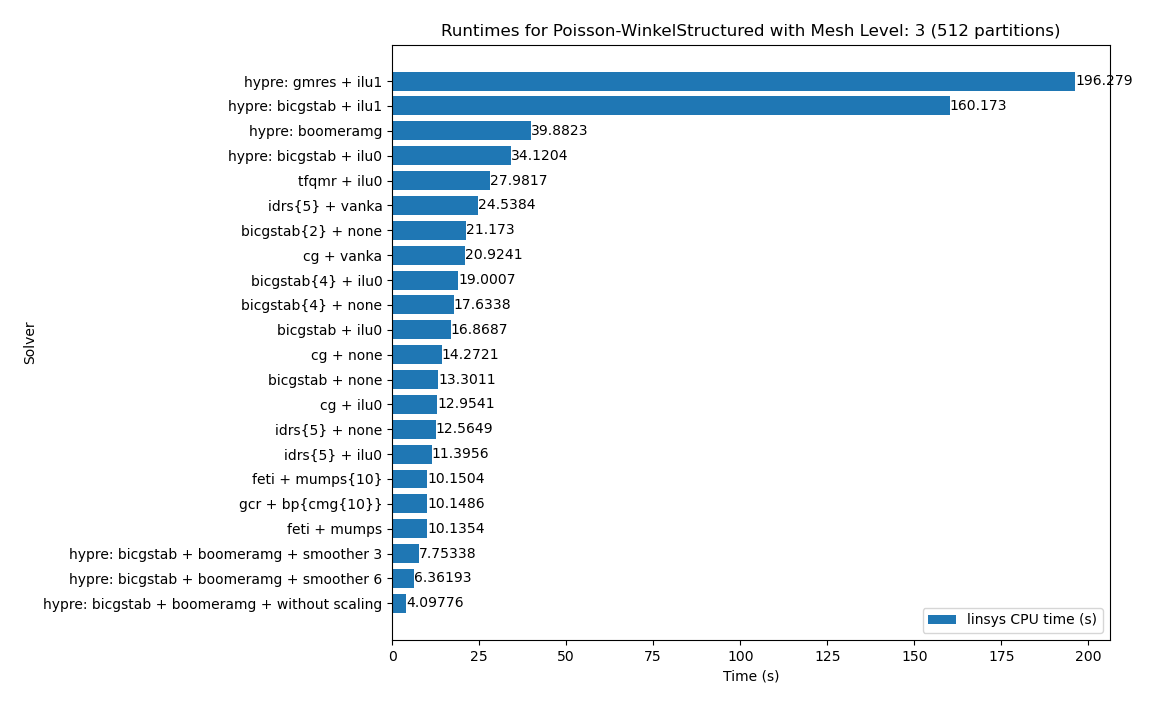 Runtimes for Poisson-WinkelStructured with Mesh Level: 3 (512 partitions)
Solver
hypre: gmres + ilu1 196.279
hypre: bicgstab + ilu1 160.173
hypre: boomeramg 39.8823
hypre: bicgstab + ilu0 34.1204
tfqmr + ilu0 27.9817
idrs{5} + vanka 24.5384
bicgstab{2} + none 21.173
cg + vanka 20.9241
bicgstab{4} + ilu0 19.0007
bicgstab{4} + none 17.6338
bicgstab + ilu0 16.8687
cg + none 14.2721
bicgstab + none 13.3011
cg + ilu0 12.9541
idrs{5} + none 12.5649
idrs{5} + ilu0 11.3956
feti + mumps{10} 10.1504
gcr + bp{cmg{10}} 10.1486
feti + mumps 10.1354
hypre: bicgstab + boomeramg + smoother 3 7.75338
hypre: bicgstab + boomeramg + smoother 6 6.36193
hypre: bicgstab + boomeramg + without scaling 4.09776
linsys CPU time (s)
0 25 50 75 100 125 150 175 200
Time (s)